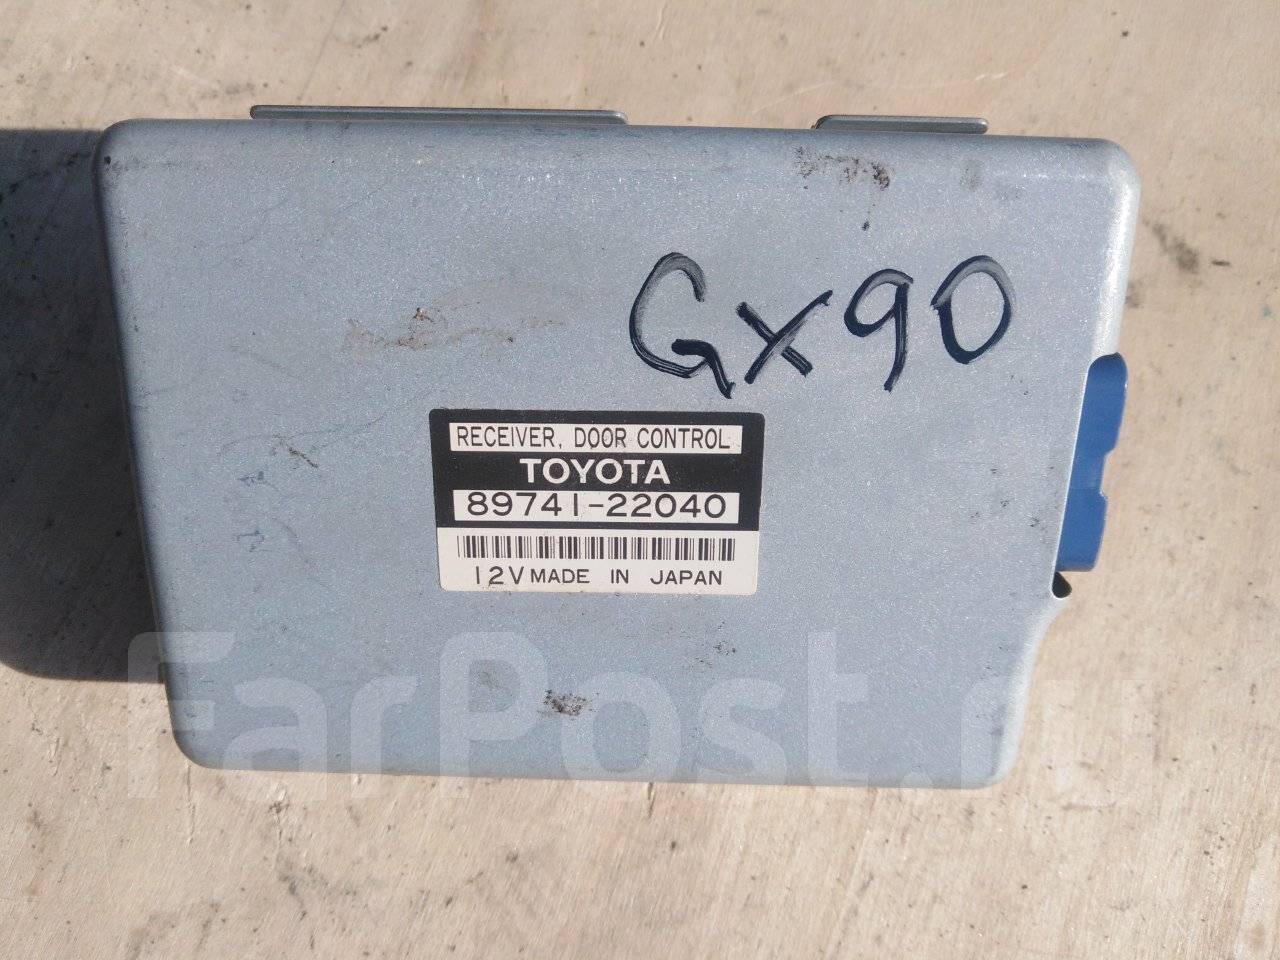 GX90
RECEIVER, DOOR CONTROL
TOYOTA
89741-22040
12V MADE IN JAPAN
FarPost.ru